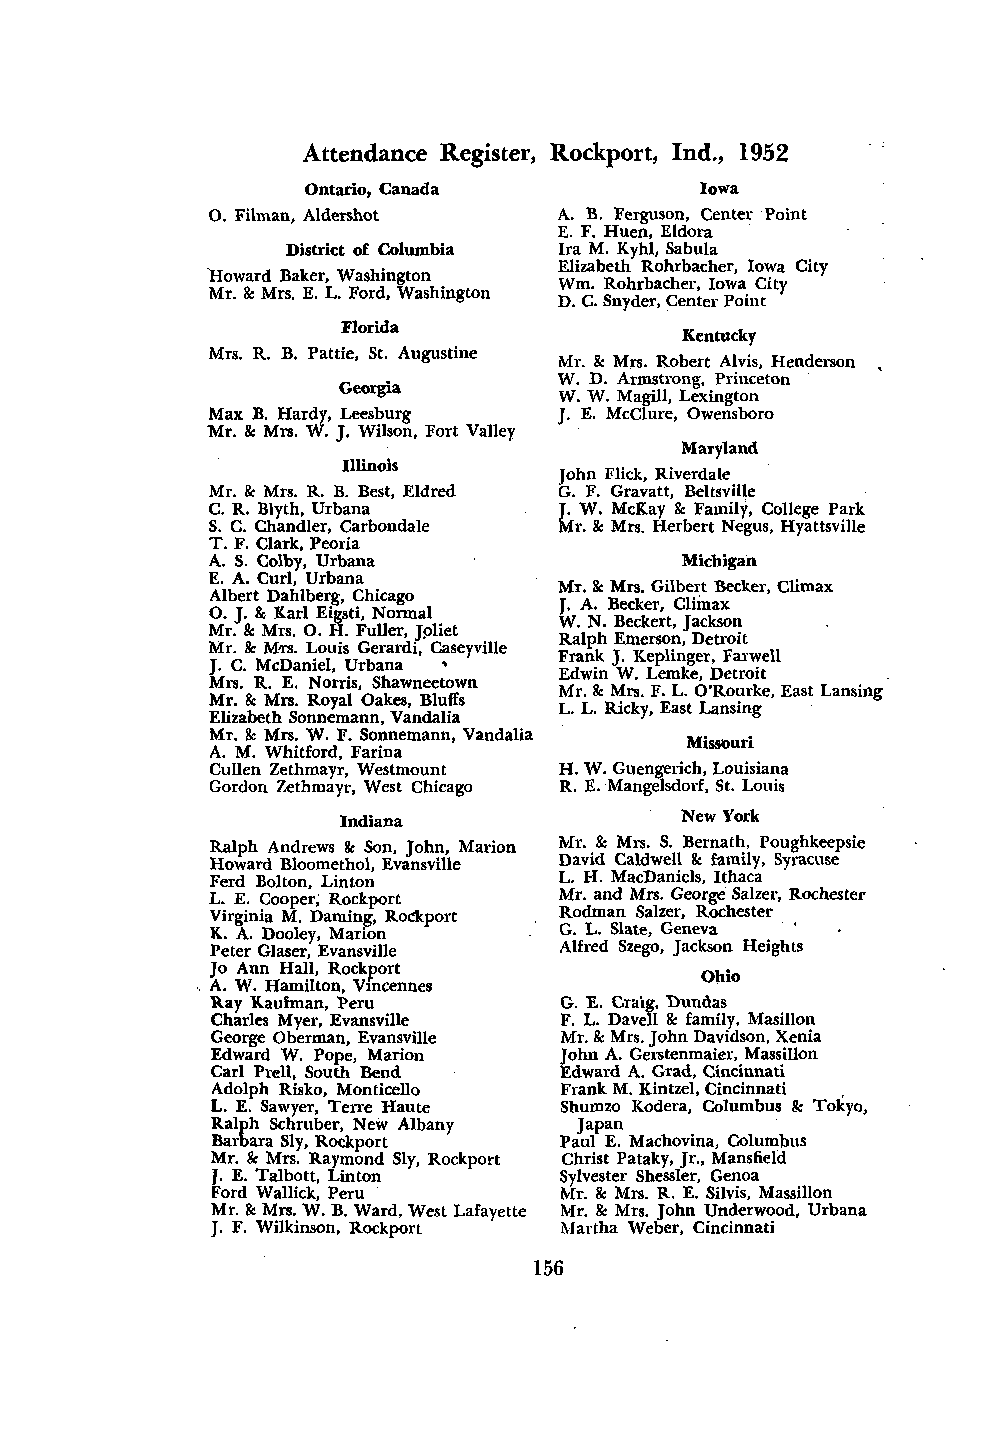 Attendance Register, Rockport, Ind., 1952
Ontario, Canada
O. Filman, Aldershot
District of Columbia
Howard Baker, Washington
Mr. & Mrs. E. L. Ford, Washington
Florida
Mrs. R. B. Pattie, St. Augustine
Georgia
Max B. Hardy, Leesburg
Mr. & Mrs. W. J. Wilson, Fort Valley
Illinois
Mr. & Mrs. R. B. Best, Eldred
C. R. Blyth, Urbana
S. C. Chandler, Carbondale
T. F. Clark, Peoria
A. S. Colby, Urbana
E. A. Curl, Urbana
Albert Dahlberg, Chicago
O. J. & Karl Eigsti, Normal
Mr. & Mrs. O. H. Fuller, Joliet
Mr. & Mrs. Louis Gerardi, Caseyville
J. C. McDaniel, Urbana
Mrs. R. E. Norris, Shawneetown
Mr. & Mrs. Royal Oakes, Bluffs
Elizabeth Sonnemann, Vandalia
Mr. & Mrs. W. F. Sonnemann, Vandalia
A. M. Whitford, Farina
Cullen Zethmayr, Westmount
Gordon Zethmayr, West Chicago
Indiana
Ralph Andrews & Son, John, Marion
Howard Bloomethol, Evansville
Ferd Bolton, Linton
L. E. Cooper, Rockport
Virginia M. Daming, Rockport
K. A. Dooley, Marion
Peter Glaser, Evansville
Jo Ann Hall, Rockport
A. W. Hamilton, Vincennes
Ray Kaufman, Peru
Charles Myer, Evansville
George Oberman, Evansville
Edward W. Pope, Marion
Carl Prell, South Bend
Adolph Risko, Monticello
L. E. Sawyer, Terre Haute
Ralph Schruber, New Albany
Barbara Sly, Rockport
Mr. & Mrs. Raymond Sly, Rockport
J. E. Talbott, Linton
Ford Wallick, Peru
Mr. & Mrs. W. B. Ward, West Lafayette
J. F. Wilkinson, Rockport
Iowa
A. B. Ferguson, Center Point
E. F. Huen, Eldora
Ira M. Kyhl, Sabula
Elizabeth Rohrbacher, Iowa City
Wm. Rohrbacher, Iowa City
D. C. Snyder, Center Point
Kentucky
Mr. & Mrs. Robert Alvis, Henderson
W. D. Armstrong, Princeton
W. W. Magill, Lexington
J. E. McClure, Owensboro
Maryland
John Flick, Riverdale
G. F. Gravatt, Beltsville
J. W. McKay & Family, College Park
Mr. & Mrs. Herbert Negus, Hyattsville
Michigan
Mr. & Mrs. Gilbert Becker, Climax
J. A. Becker, Climax
W. N. Beckert, Jackson
Ralph Emerson, Detroit
Frank J. Keplinger, Farwell
Edwin W. Lemke, Detroit
Mr. & Mrs. F. L. O'Rourke, East Lansing
L. L. Ricky, East Lansing
Missouri
H. W. Guengerich, Louisiana
R. E. Mangelsdorf, St. Louis
New York
Mr. & Mrs. S. Bernath, Poughkeepsie
David Caldwell & family, Syracuse
L. H. MacDaniels, Ithaca
Mr. and Mrs. George Salzer, Rochester
Rodman Salzer, Rochester
G. L. Slate, Geneva
Alfred Szego, Jackson Heights
Ohio
G. E. Craig, Dundas
F. L. Davell & family, Masillon
Mr. & Mrs. John Davidson, Xenia
John A. Gerstenmaier, Massillon
Edward A. Grad, Cincinnati
Frank M. Kintzel, Cincinnati
Shumzo Kodera, Columbus & Tokyo,
Japan
Paul E. Machovina, Columbus
Christ Pataky, Jr., Mansfield
Sylvester Shessler, Genoa
Mr. & Mrs. R. E. Silvis, Massillon
Mr. & Mrs. John Underwood, Urbana
Martha Weber, Cincinnati
156